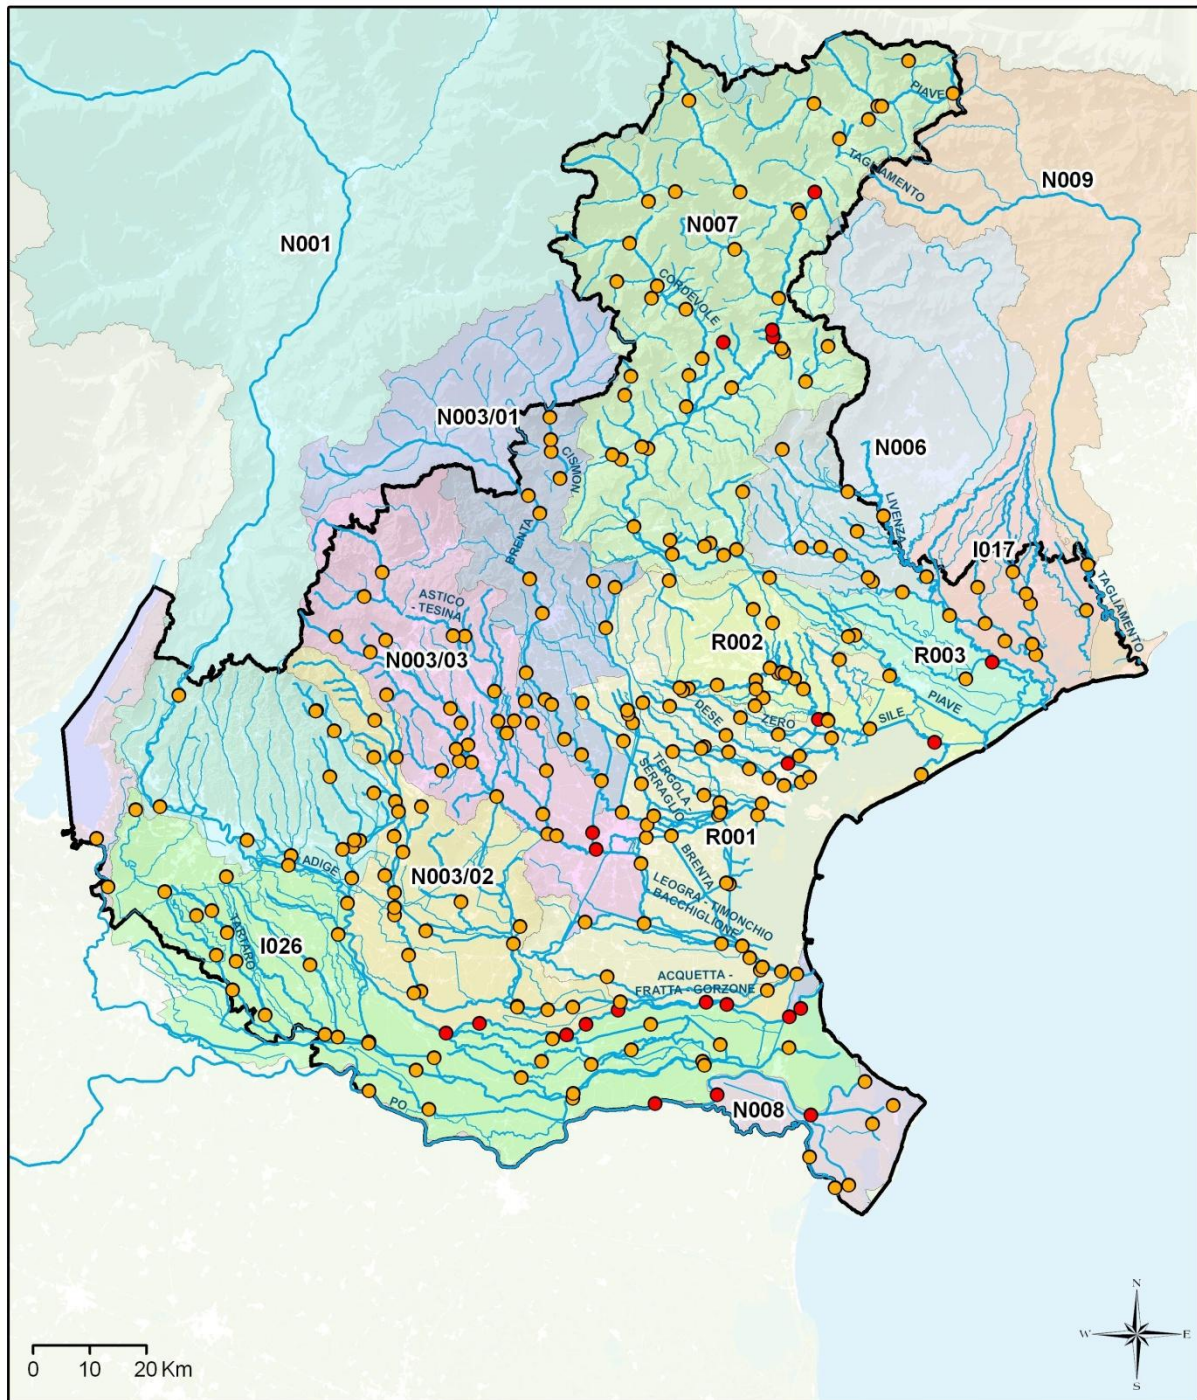 PIAVE
TAGLIAMENTO
N009
N007
N001
CORDEVOLE
N003/01
N006
CISMON
LIVENZA
BRENTA
I017
TAGLIAMENTO
ASTICO
- TESINA
R002
N003/03
R003
PIAVE
DESE
ZERO
SILE
TERGOLA -
SERRAGLIO
R001
BRENTA
ADIGE
N003/02
LEOGRA - TIMONCHIO
BACCHIGLIONE
TARTARO
I026
ACQUETTA -
FRATTA - GORZONE
PO
N008
N
W E
S
0 10 20 Km